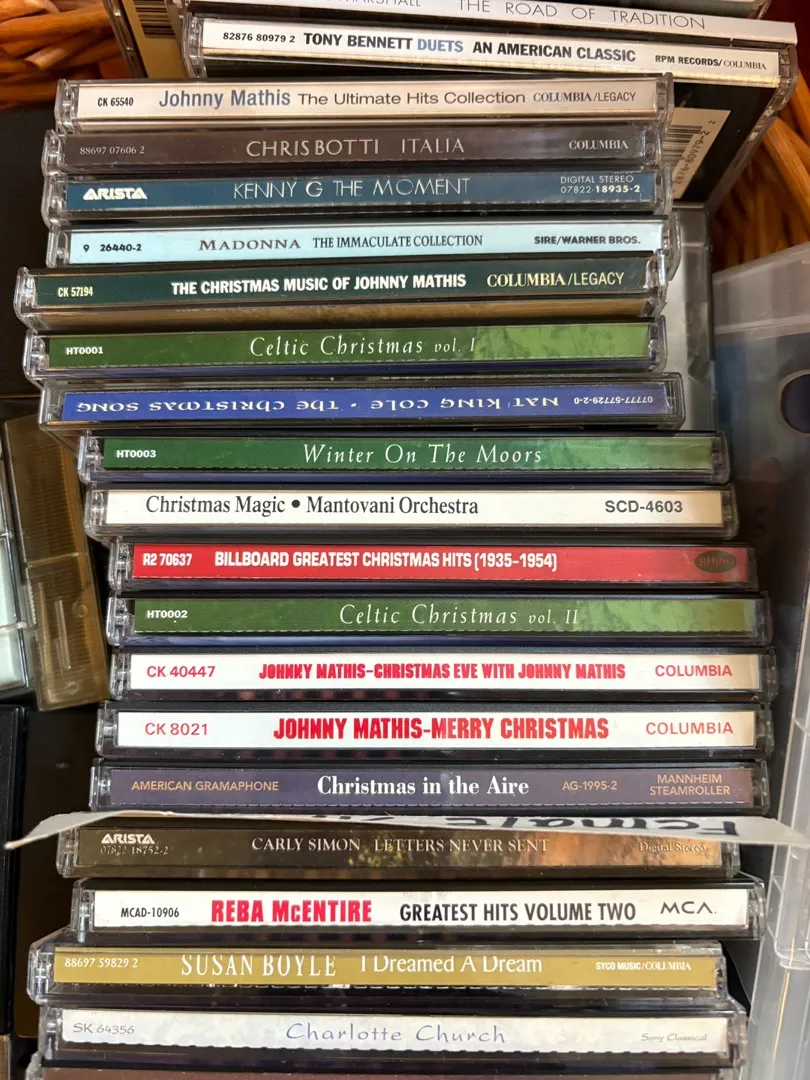 MARSHALL THE ROAD OF TRADITION
82876 80979 2 TONY BENNETT DUETS AN AMERICAN CLASSIC RPM RECORDS/COLUMBIA
CK 65540 Johnny Mathis The Ultimate Hits Collection COLUMBIA/LEGACY
2876-80979-2 2
88697 07606 2 CHRIS BOTTI ITALIA COLUMBIA
ARISTA KENNY G THE MOMENT DIGITAL STEREO
07822-18935-2
9 26440-2 MADONNA THE IMMACULATE COLLECTION SIRE/WARNER BROS.
CK 57194 THE CHRISTMAS MUSIC OF JOHNNY MATHIS COLUMBIA/LEGACY
HT0001 Celtic Christmas vol. I
07777-57729-2-0 NAT KING COLE • THE CHRISTMAS SONG
HT0003 Winter On The Moors
Christmas Magic • Mantovani Orchestra SCD-4603
R2 70637 BILLBOARD GREATEST CHRISTMAS HITS (1935-1954) RHINO
HT0002 Celtic Christmas vol. II
CK 40447 JOHNNY MATHIS-CHRISTMAS EVE WITH JOHNNY MATHIS COLUMBIA
CK 8021 JOHNNY MATHIS-MERRY CHRISTMAS COLUMBIA
AMERICAN GRAMAPHONE Christmas in the Aire AG-1995-2 MANNHEIM
STEAMROLLER
Female
ARISTA CARLY SIMON LETTERS NEVER SENT Digital Stereo
07822-18752-2
MCAD-10906 REBA McENTIRE GREATEST HITS VOLUME TWO MCA.
88697 59829 2 SUSAN BOYLE I Dreamed A Dream SYCO MUSIC/COLUMBIA
SK 64356 Charlotte Church Sony Classical